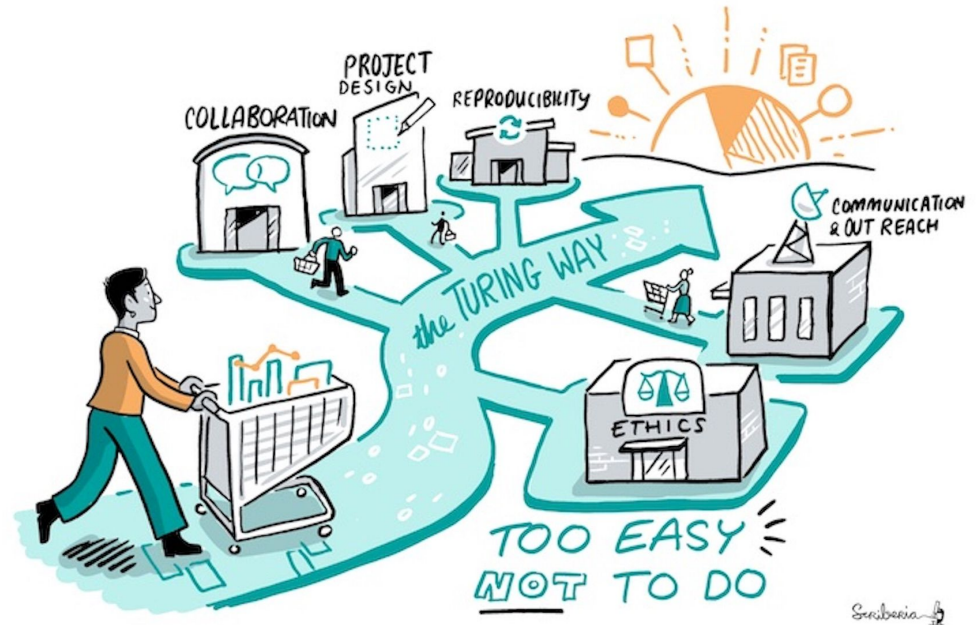 COLLABORATION
PROJECT
DESIGN
REPRODUCIBILITY
COMMUNICATION
& OUT REACH
the TURING WAY
ETHICS
TOO EASY
NOT TO DO
Scriberia